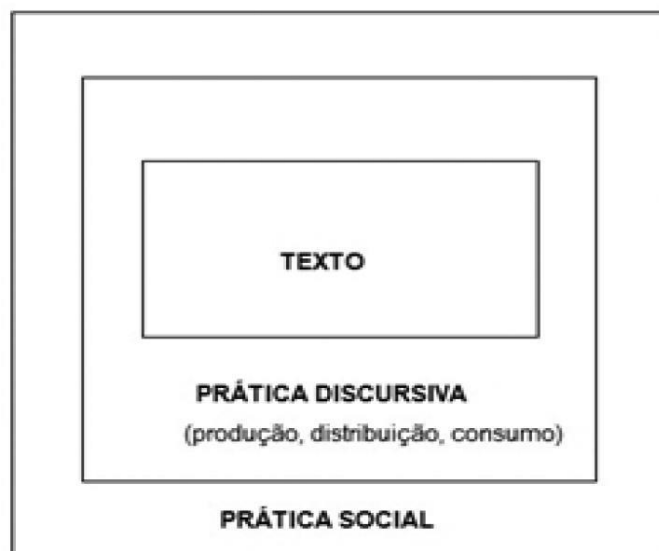 TEXTO
PRÁTICA DISCURSIVA
(produção, distribuição, consumo)
PRÁTICA SOCIAL